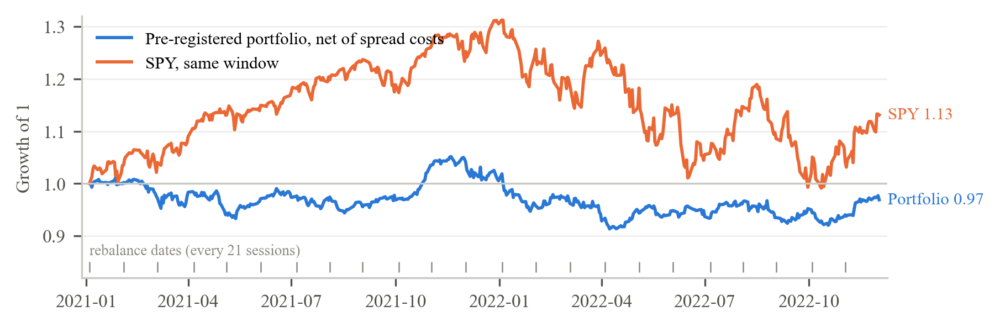 1.3
1.2
1.1
1.0
0.9
Growth of 1
Pre-registered portfolio, net of spread costs
SPY, same window
SPY 1.13
Portfolio 0.97
rebalance dates (every 21 sessions)
2021-01 2021-04 2021-07 2021-10 2022-01 2022-04 2022-07 2022-10